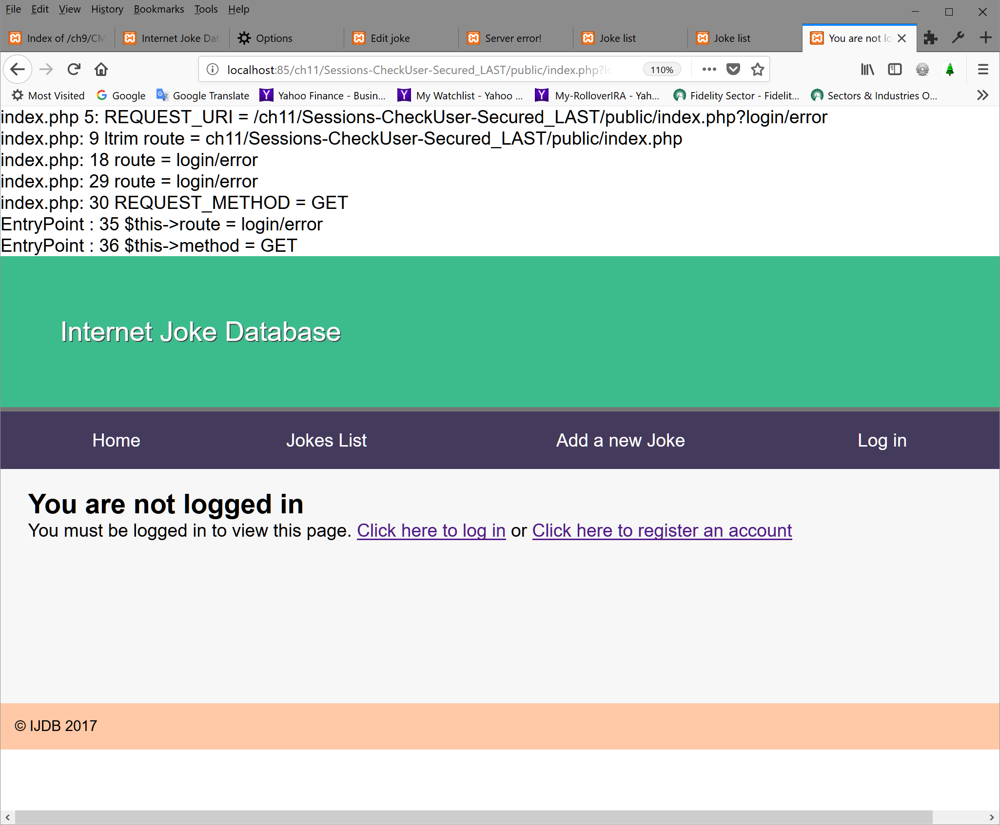 File Edit View History Bookmarks Tools Help
Index of /ch9/CM Internet Joke Dat Options Edit joke Server error! Joke list Joke list You are not lo
localhost:85/ch11/Sessions-CheckUser-Secured_LAST/public/index.php?lo 110%
Most Visited Google Google Translate Yahoo Finance - Busin... My Watchlist - Yahoo ... My-RolloverIRA - Yah... Fidelity Sector - Fidelit... Sectors & Industries O...
index.php 5: REQUEST_URI = /ch11/Sessions-CheckUser-Secured_LAST/public/index.php?login/error
index.php: 9 ltrim route = ch11/Sessions-CheckUser-Secured_LAST/public/index.php
index.php: 18 route = login/error
index.php: 29 route = login/error
index.php: 30 REQUEST_METHOD = GET
EntryPoint : 35 $this->route = login/error
EntryPoint : 36 $this->method = GET
Internet Joke Database
Home Jokes List Add a new Joke Log in
You are not logged in
You must be logged in to view this page. Click here to log in or Click here to register an account
© IJDB 2017